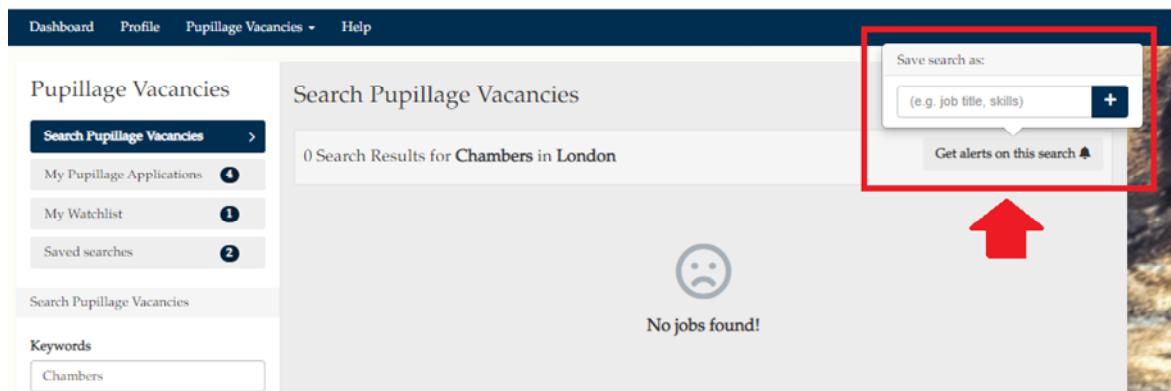 Dashboard Profile Pupillage Vacancies Help
Save search as:
(e.g. job title, skills) +
Get alerts on this search
Pupillage Vacancies
Search Pupillage Vacancies >
My Pupillage Applications 4
My Watchlist 1
Saved searches 2
Search Pupillage Vacancies
Keywords
Chambers
Search Pupillage Vacancies
0 Search Results for Chambers in London
No jobs found!